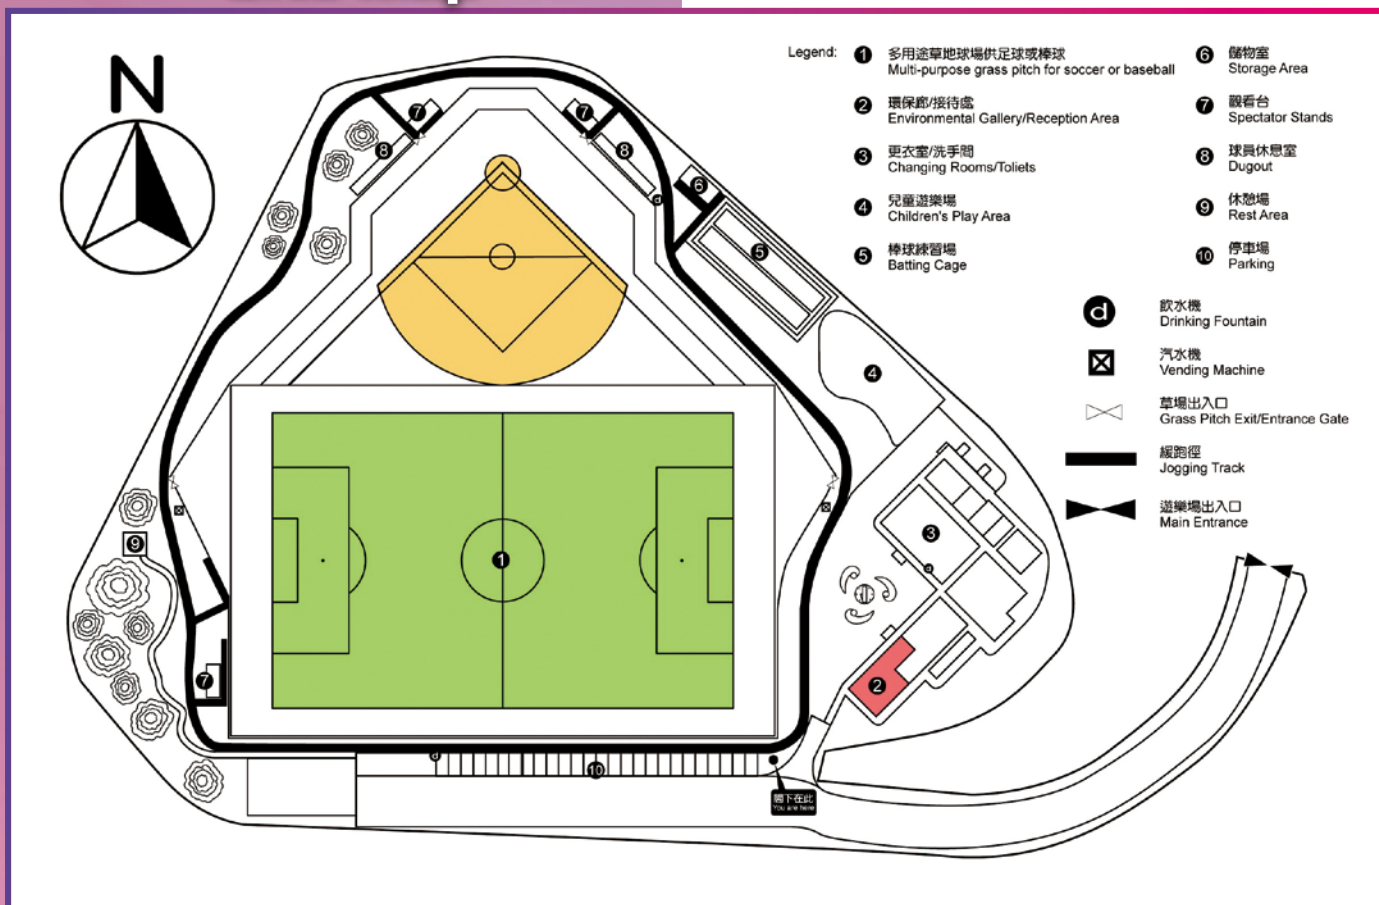 N
Legend:
1 多用途草地球場供足球或棒球
Multi-purpose grass pitch for soccer or baseball
2 環保廊/接待處
Environmental Gallery/Reception Area
3 更衣室/洗手間
Changing Rooms/Toliets
4 兒童遊樂場
Children's Play Area
5 棒球練習場
Batting Cage
6 儲物室
Storage Area
7 觀看台
Spectator Stands
8 球員休息室
Dugout
9 休憩場
Rest Area
10 停車場
Parking
d 飲水機
Drinking Fountain
汽水機
Vending Machine
草場出入口
Grass Pitch Exit/Entrance Gate
緩跑徑
Jogging Track
遊樂場出入口
Main Entrance
7
7
8
8
6
d
5
4
3
d
9
1
7
2
d
10
閣下在此
You are here